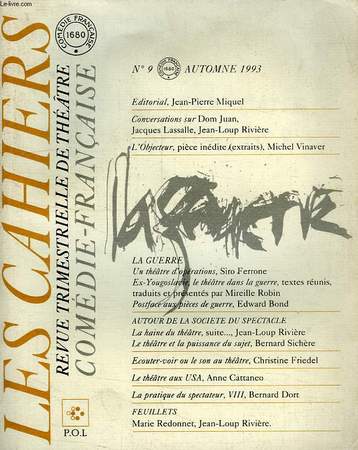 Le-livre.com
LES CAHIERS
REVUE TRIMESTRIELLE DE THÉÂTRE
COMÉDIE-FRANÇAISE
COMÉDIE FRANÇAISE
1680
N° 9 1680 AUTOMNE 1993
Editorial, Jean-Pierre Miquel
Conversations sur Dom Juan,
Jacques Lassalle, Jean-Loup Rivière
L'Objecteur, pièce inédite (extraits), Michel Vinaver
la guerre
LA GUERRE
Un théâtre d'opérations, Siro Ferrone
Ex-Yougoslavie, le théâtre dans la guerre, textes réunis,
traduits et présentés par Mireille Robin
Postface aux pièces de guerre, Edward Bond
AUTOUR DE LA SOCIETE DU SPECTACLE
La haine du théâtre, suite..., Jean-Loup Rivière
Le théâtre et la puissance du sujet, Bernard Sichère
Ecouter-voir ou le son au théâtre, Christine Friedel
Le théâtre aux USA, Anne Cattaneo
La pratique du spectateur, VIII, Bernard Dort
FEUILLETS
Marie Redonnet, Jean-Loup Rivière.
P.O.L